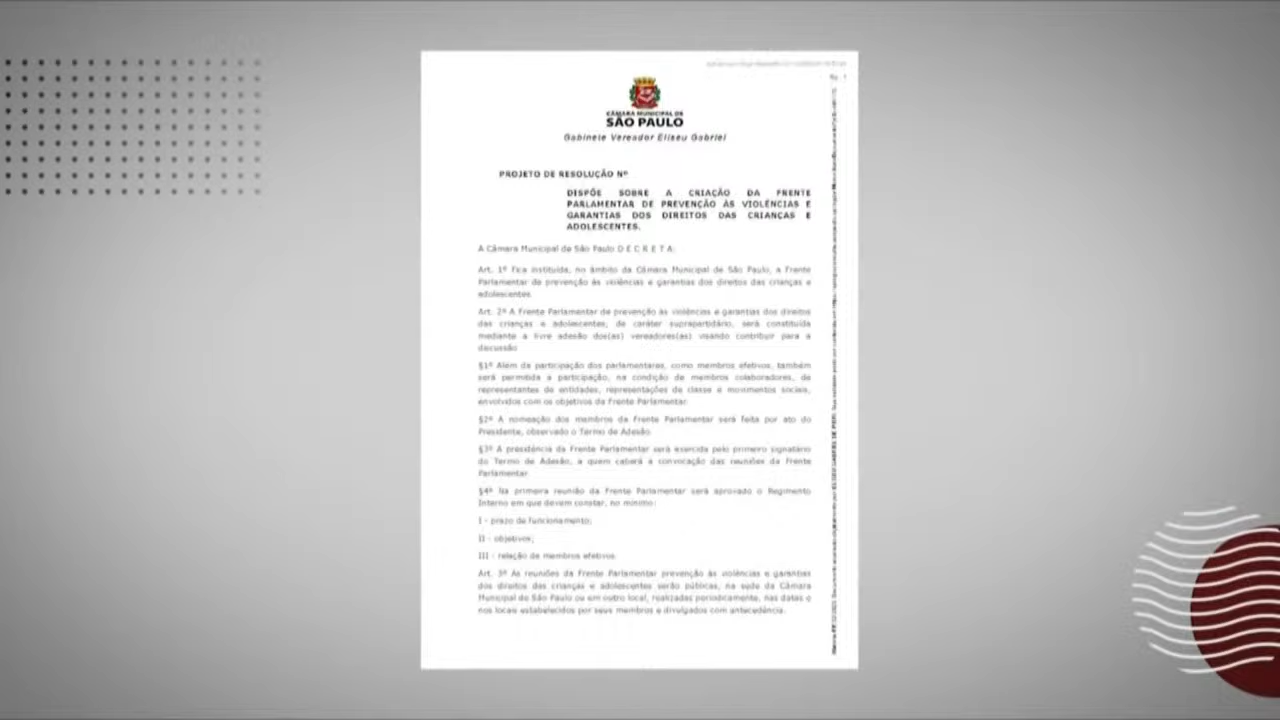 CÂMARA MUNICIPAL DE
SÃO PAULO
Gabinete Vereador Eliseu Gabriel
PROJETO DE RESOLUÇÃO Nº
DISPÕE SOBRE A CRIAÇÃO DA FRENTE
PARLAMENTAR DE PREVENÇÃO ÀS VIOLÊNCIAS E
GARANTIAS DOS DIREITOS DAS CRIANÇAS E
ADOLESCENTES.
A Câmara Municipal de São Paulo D E C R E T A:
Art. 1º Fica instituída, no âmbito da Câmara Municipal de São Paulo, a Frente
Parlamentar de prevenção às violências e garantias dos direitos das crianças e
adolescentes.
Art. 2º A Frente Parlamentar de prevenção às violências e garantias dos direitos
das crianças e adolescentes, de caráter suprapartidário, será constituída
mediante a livre adesão dos(as) vereadores(as) visando contribuir para a
discussão.
§1º Além da participação dos parlamentares, como membros efetivos, também
será permitida a participação, na condição de membros colaboradores, de
representantes de entidades, representações de classe e movimentos sociais,
envolvidos com os objetivos da Frente Parlamentar.
§2º A nomeação dos membros da Frente Parlamentar será feita por ato do
Presidente, observado o Termo de Adesão.
§3º A presidência da Frente Parlamentar será exercida pelo primeiro signatário
do Termo de Adesão, a quem caberá a convocação das reuniões da Frente
Parlamentar.
§4º Na primeira reunião da Frente Parlamentar será aprovado o Regimento
Interno em que devem constar, no mínimo:
I - prazo de funcionamento;
II - objetivos;
III - relação de membros efetivos.
Art. 3º As reuniões da Frente Parlamentar prevenção às violências e garantias
dos direitos das crianças e adolescentes serão públicas, na sede da Câmara
Municipal de São Paulo ou em outro local, realizadas periodicamente, nas datas e
nos locais estabelecidos por seus membros e divulgados com antecedência.